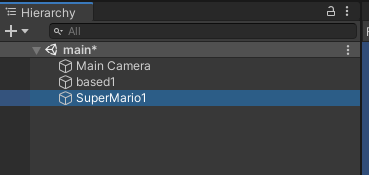 Hierarchy
All
main*
Main Camera
based1
SuperMario1